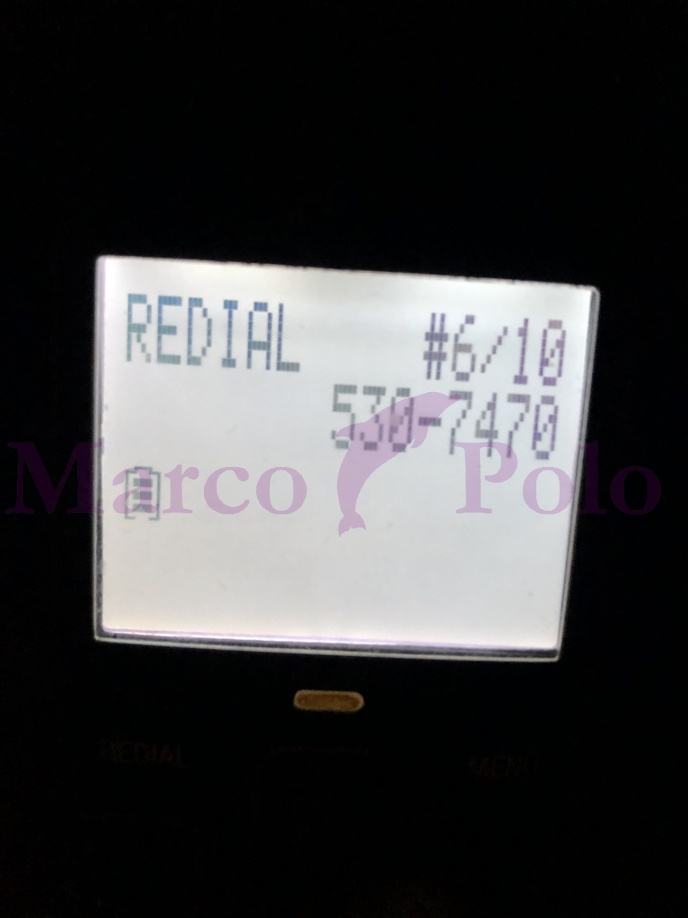 REDIAL #6/10
530-7470
Marco Polo
REDIAL MENU